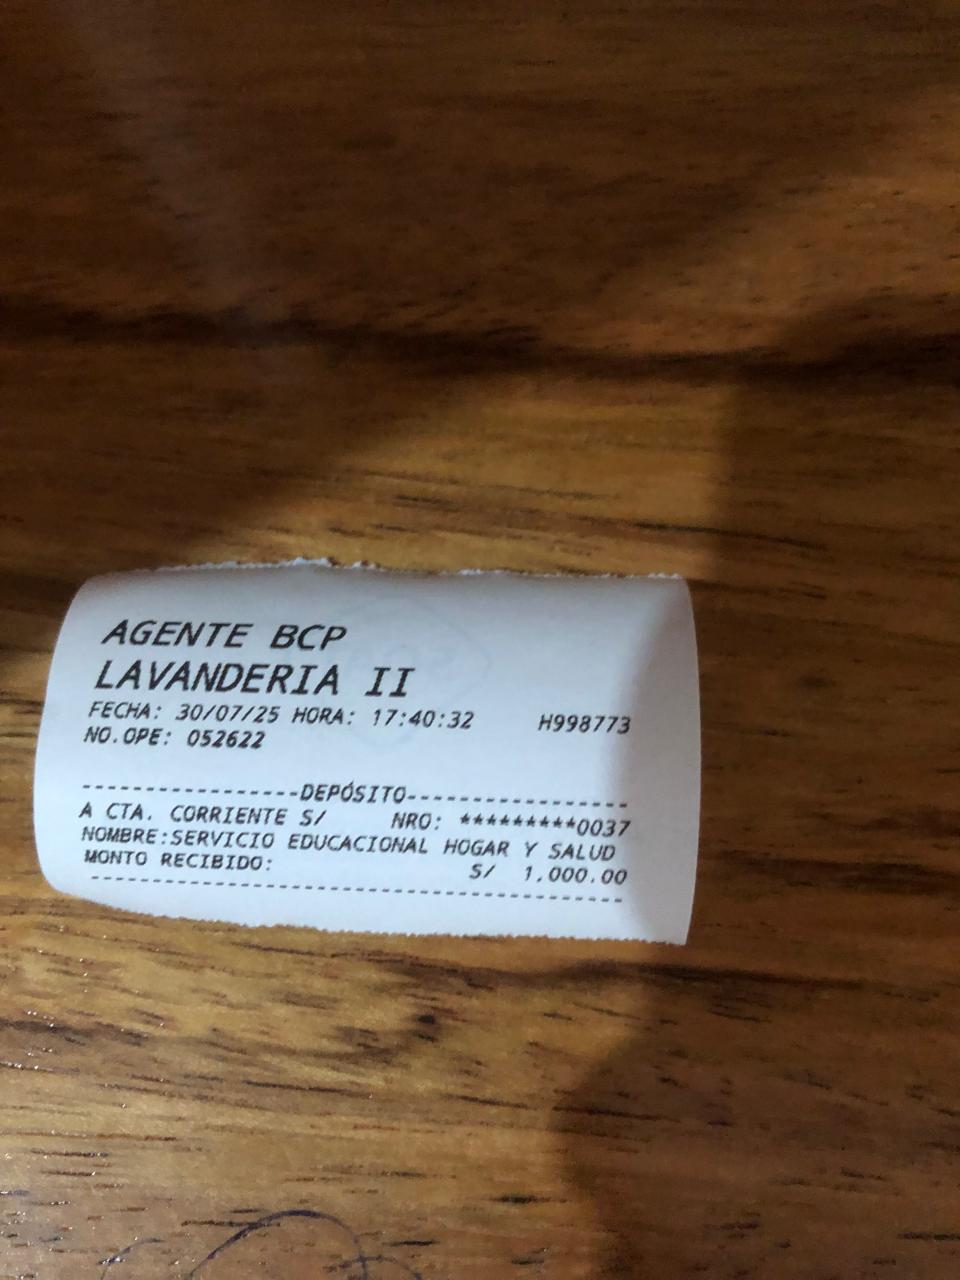 AGENTE BCP
LAVANDERIA II
FECHA: 30/07/25 HORA: 17:40:32 H998773
NO.OPE: 052622
-----------------DEPÓSITO-----------------
A CTA. CORRIENTE S/ NRO: *********0037
NOMBRE:SERVICIO EDUCACIONAL HOGAR Y SALUD
MONTO RECIBIDO: S/ 1,000.00
------------------------------------------